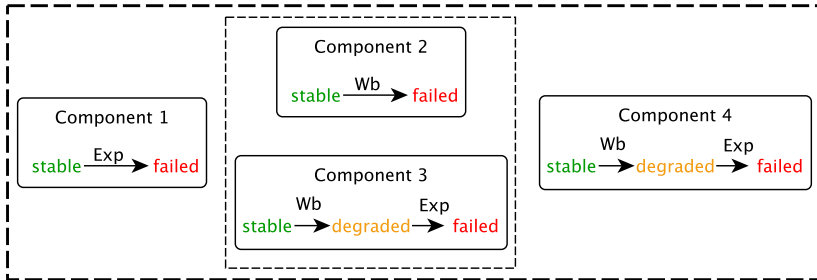 Component 1
Exp
stable failed
Component 2
Wb
stable failed
Component 3
Wb Exp
stable degraded failed
Component 4
Wb Exp
stable degraded failed